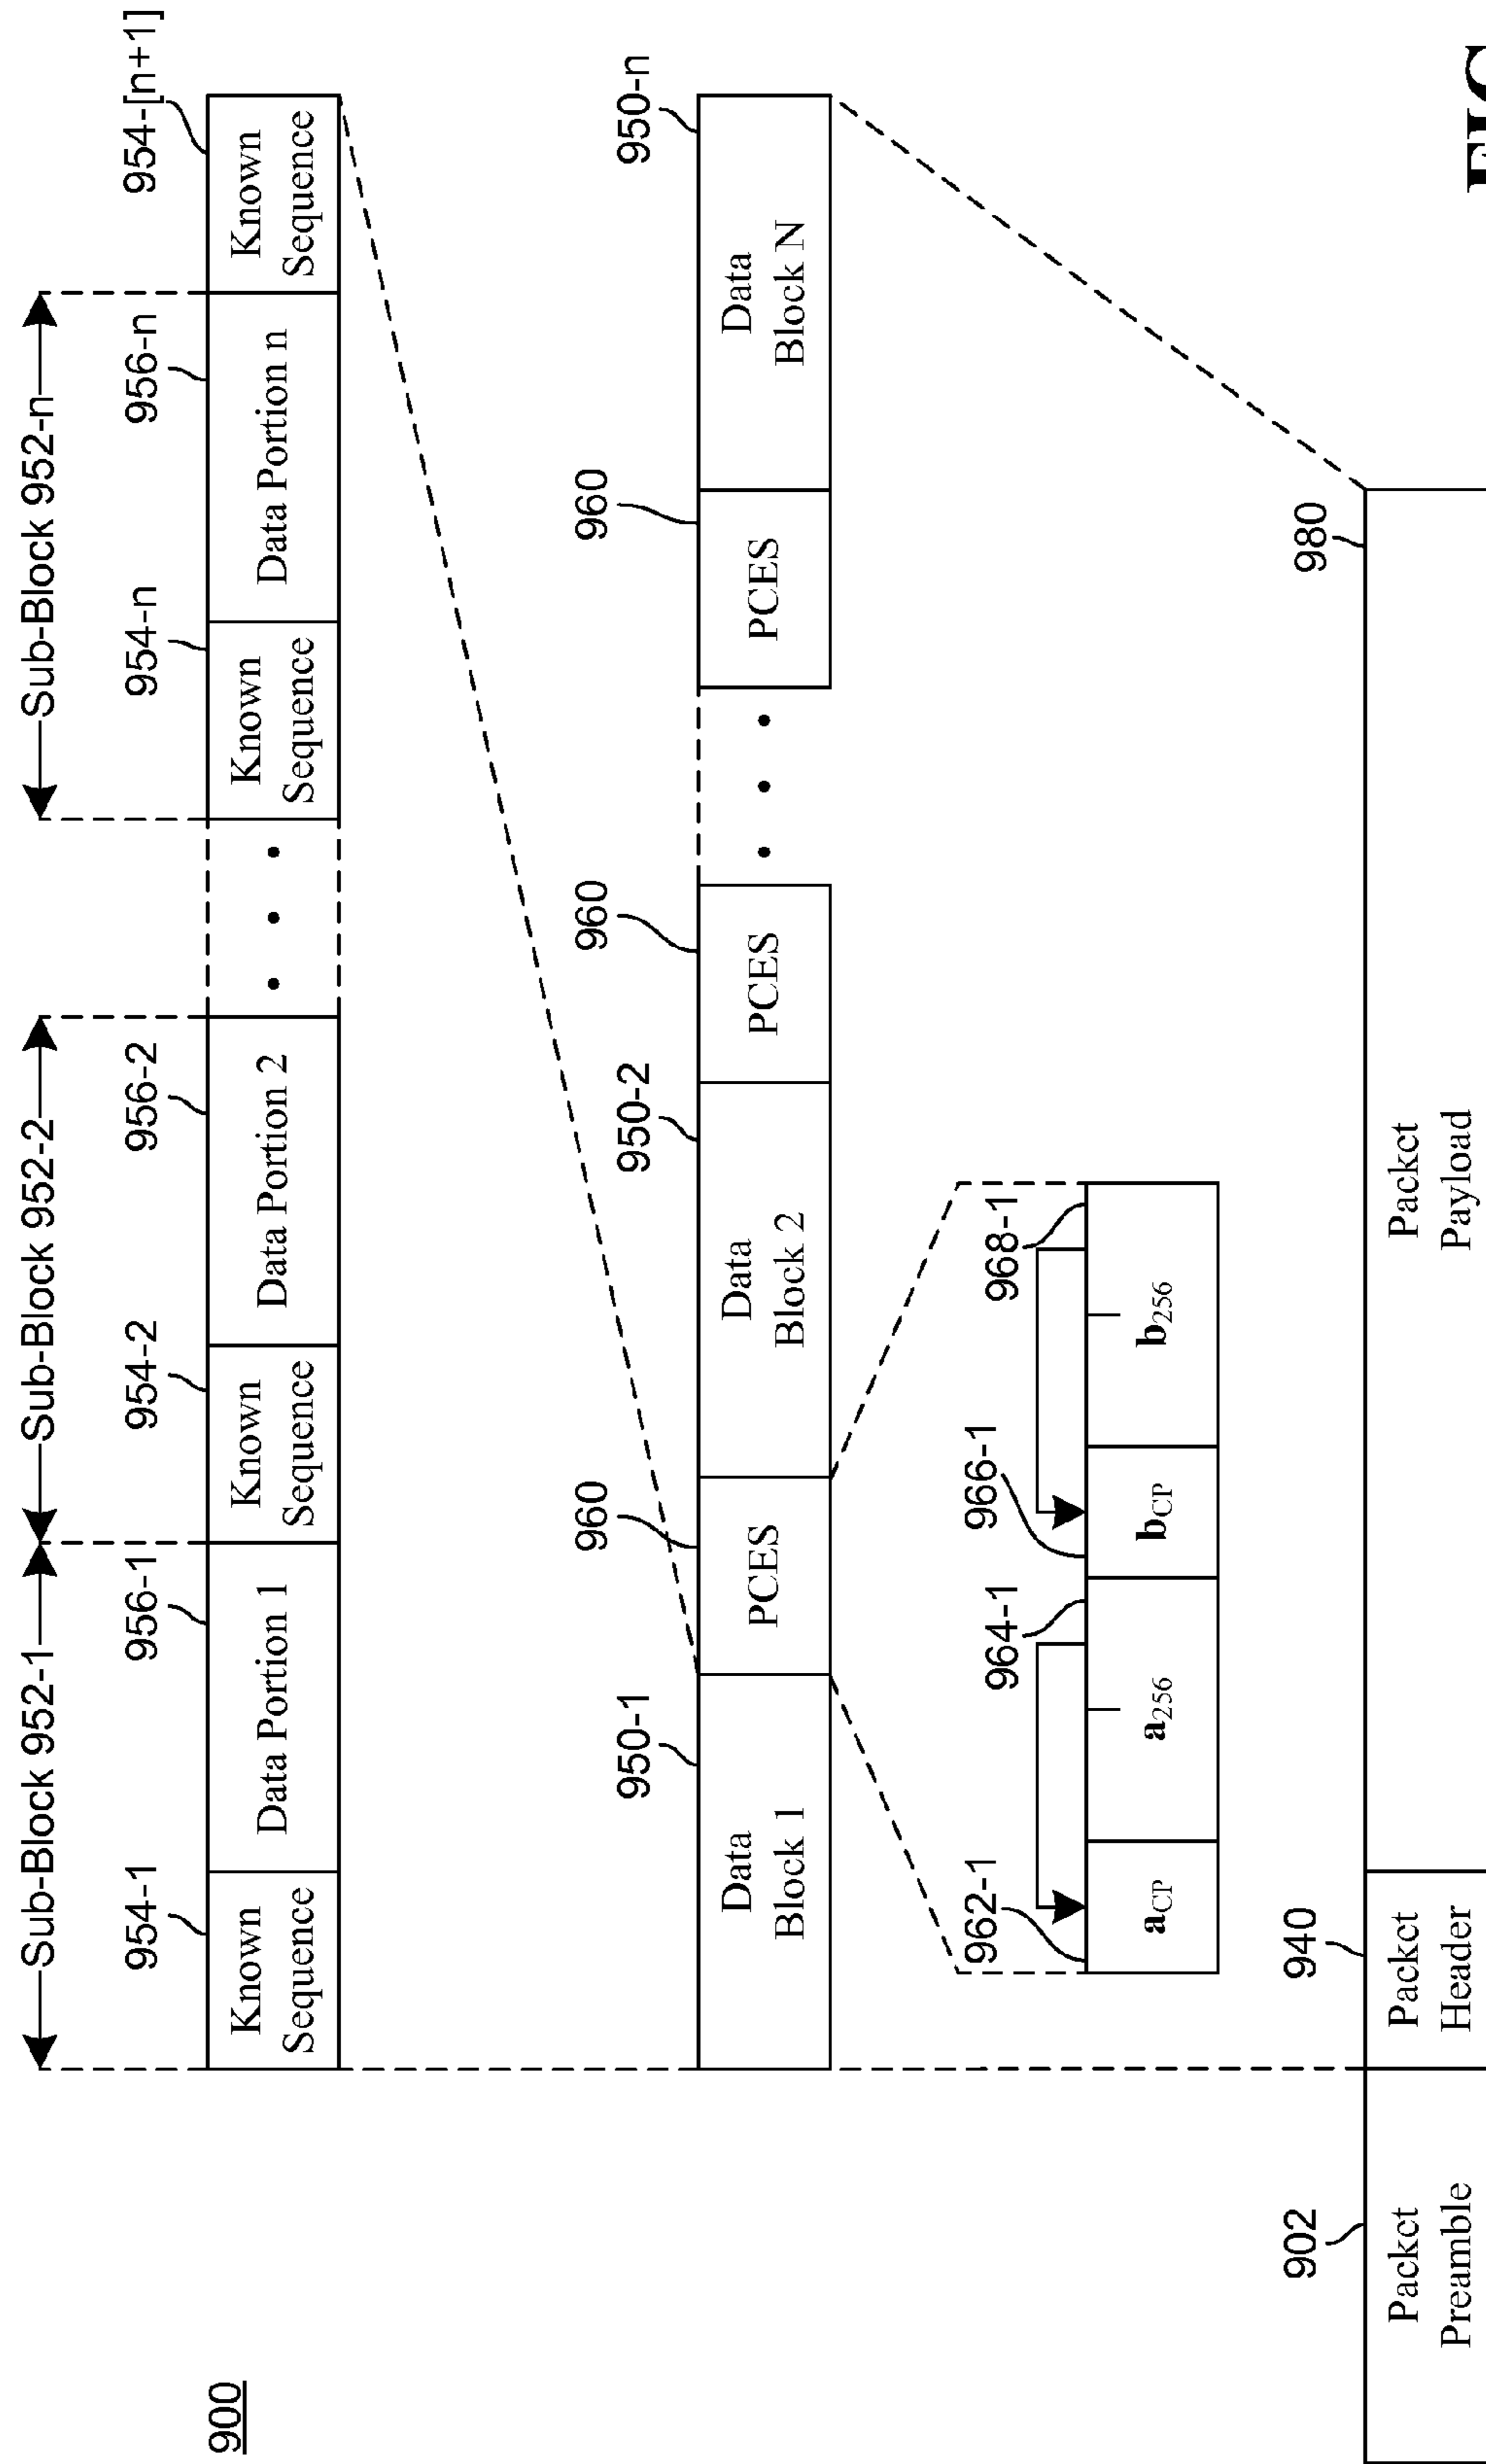 900
Sub-Block 952-1
Sub-Block 952-2
Sub-Block 952-n
954-1
956-1
954-2
956-2
954-n
956-n
954-[n+1]
Known
Sequence
Data Portion 1
Known
Sequence
Data Portion 2
Known
Sequence
Data Portion n
Known
Sequence
950-1
960
950-2
960
960
950-n
Data
Block 1
PCES
Data
Block 2
PCES
PCES
Data
Block N
962-1
964-1
966-1
968-1
aCP
a256
bCP
b256
902
940
980
Packct
Preamble
Packct
Header
Packct
Payload